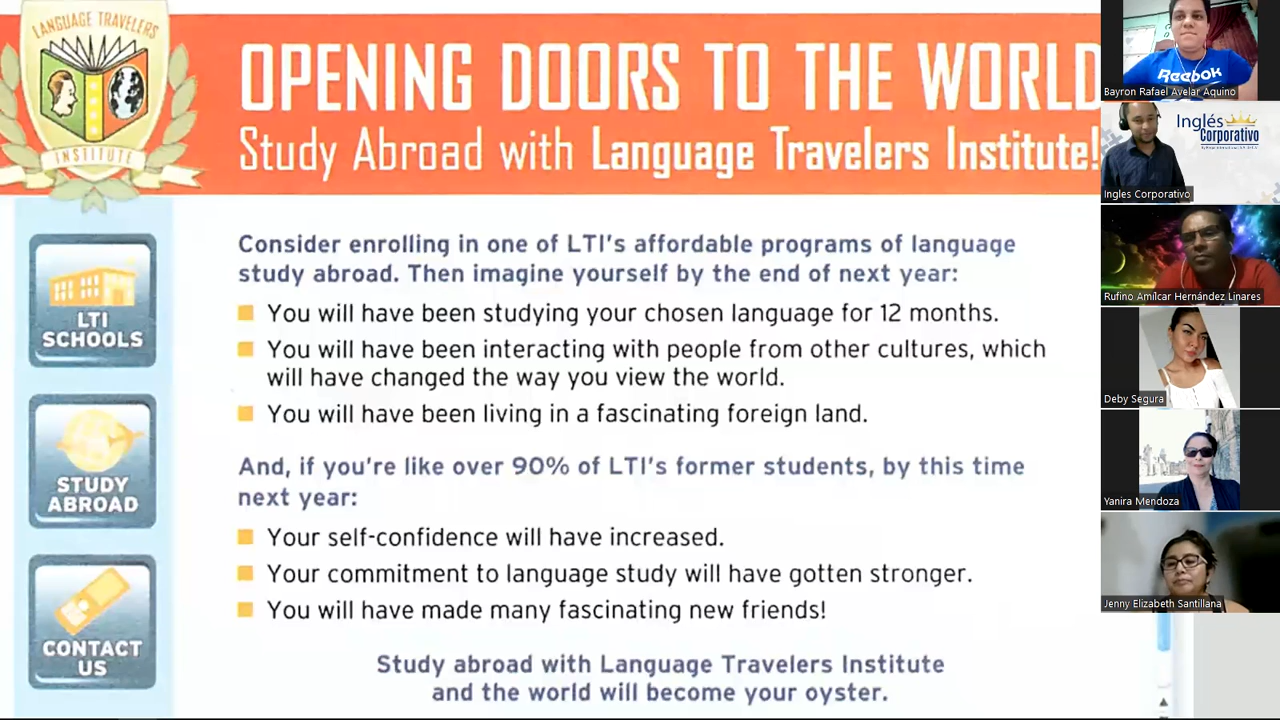 LANGUAGE TRAVELERS
INSTITUTE
OPENING DOORS TO THE WORLD
Study Abroad with Language Travelers Institute!
LTI
SCHOOLS
STUDY
ABROAD
CONTACT
US
Consider enrolling in one of LTI's affordable programs of language
study abroad. Then imagine yourself by the end of next year:
You will have been studying your chosen language for 12 months.
You will have been interacting with people from other cultures, which
will have changed the way you view the world.
You will have been living in a fascinating foreign land.
And, if you're like over 90% of LTI's former students, by this time
next year:
Your self-confidence will have increased.
Your commitment to language study will have gotten stronger.
You will have made many fascinating new friends!
Study abroad with Language Travelers Institute
and the world will become your oyster.
Reebok
Bayron Rafael Avelar Aquino
Inglés
Corporativo
Ingles Corporativo
Rufino Amílcar Hernández Linares
Deby Segura
Yanira Mendoza
Jenny Elizabeth Santillana